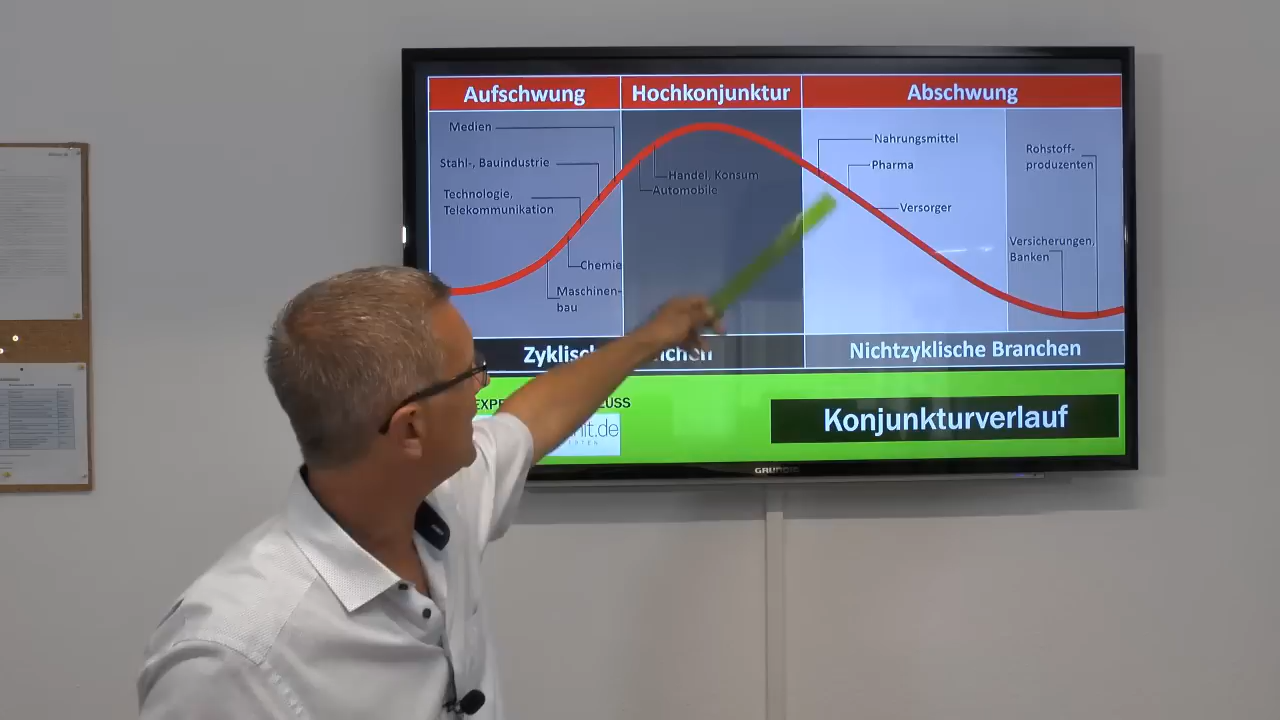 Aufschwung
Hochkonjunktur
Abschwung
Medien
Stahl-, Bauindustrie
Technologie,
Telekommunikation
Chemie
Maschinen-
bau
Handel, Konsum
Automobile
Nahrungsmittel
Pharma
Versorger
Rohstoff-
produzenten
Versicherungen,
Banken
Nichtzyklische Branchen
Konjunkturverlauf
GRUNDIG